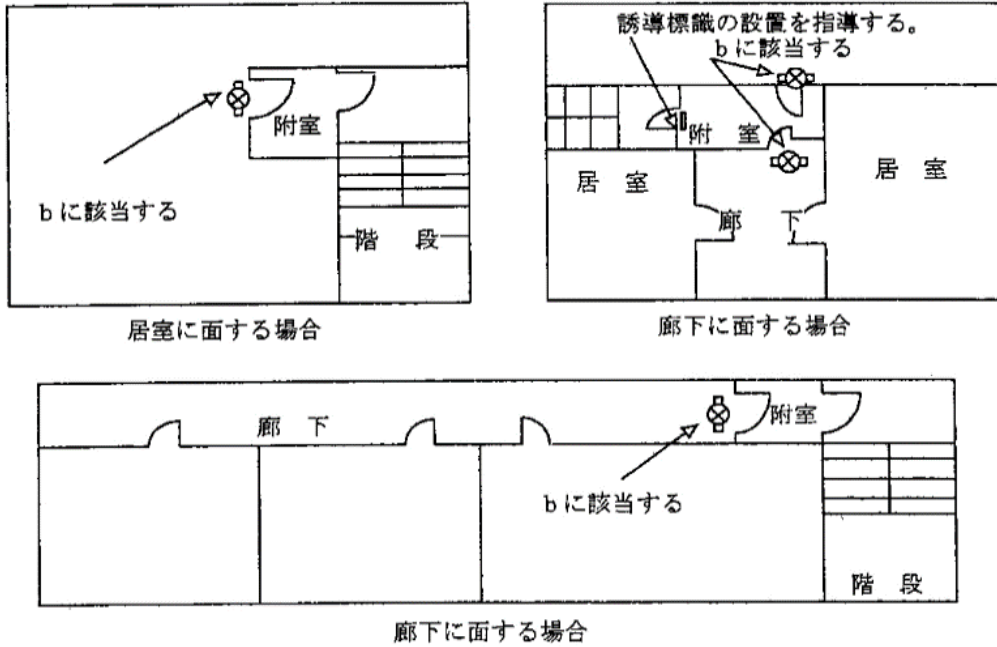 附室
bに該当する
階 段
居室に面する場合
誘導標識の設置を指導する。
bに該当する
附 室
居 室
居 室
廊 下
廊下に面する場合
廊 下
附室
bに該当する
階 段
廊下に面する場合